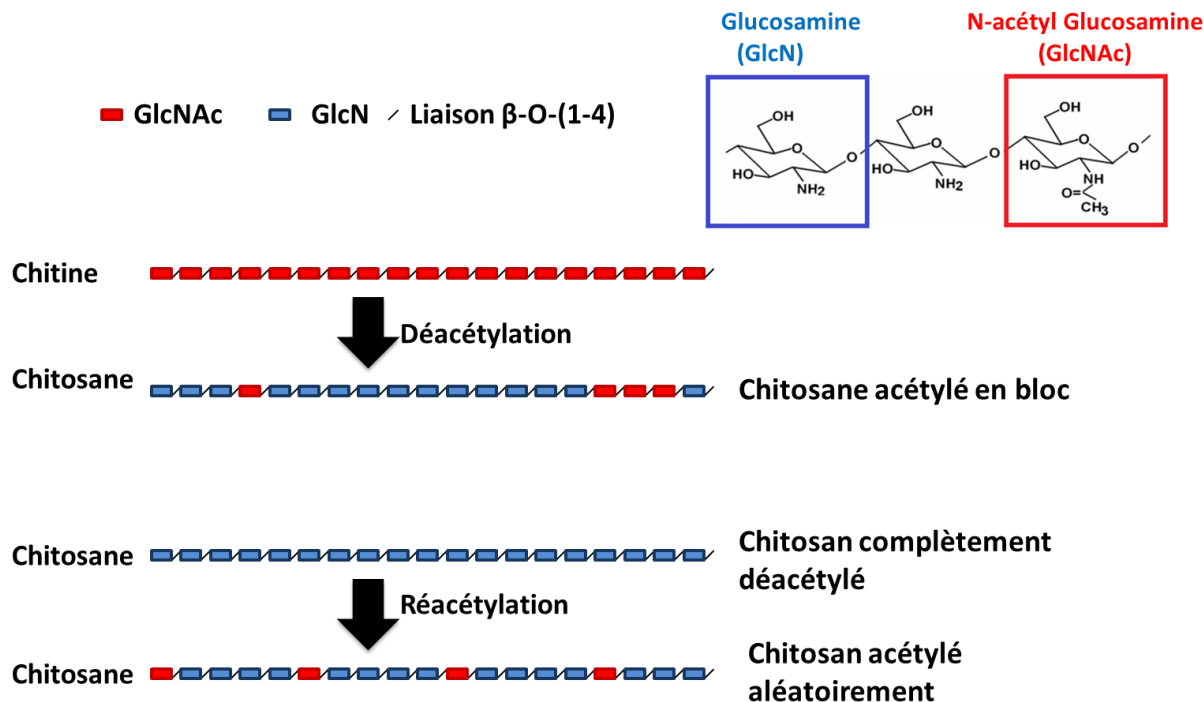 Glucosamine
(GlcN)
N-acétyl Glucosamine
(GlcNAc)
GlcNAc GlcN Liaison β-O-(1-4)
OH
O
O
HO
NH2
OH
O
O
HO
NH2
OH
O
O
HO
NH
O=
CH3
Chitine
Déacétylation
Chitosane
Chitosane acétylé en bloc
Chitosane
Chitosan complètement
déacétylé
Réacétylation
Chitosane
Chitosan acétylé
aléatoirement